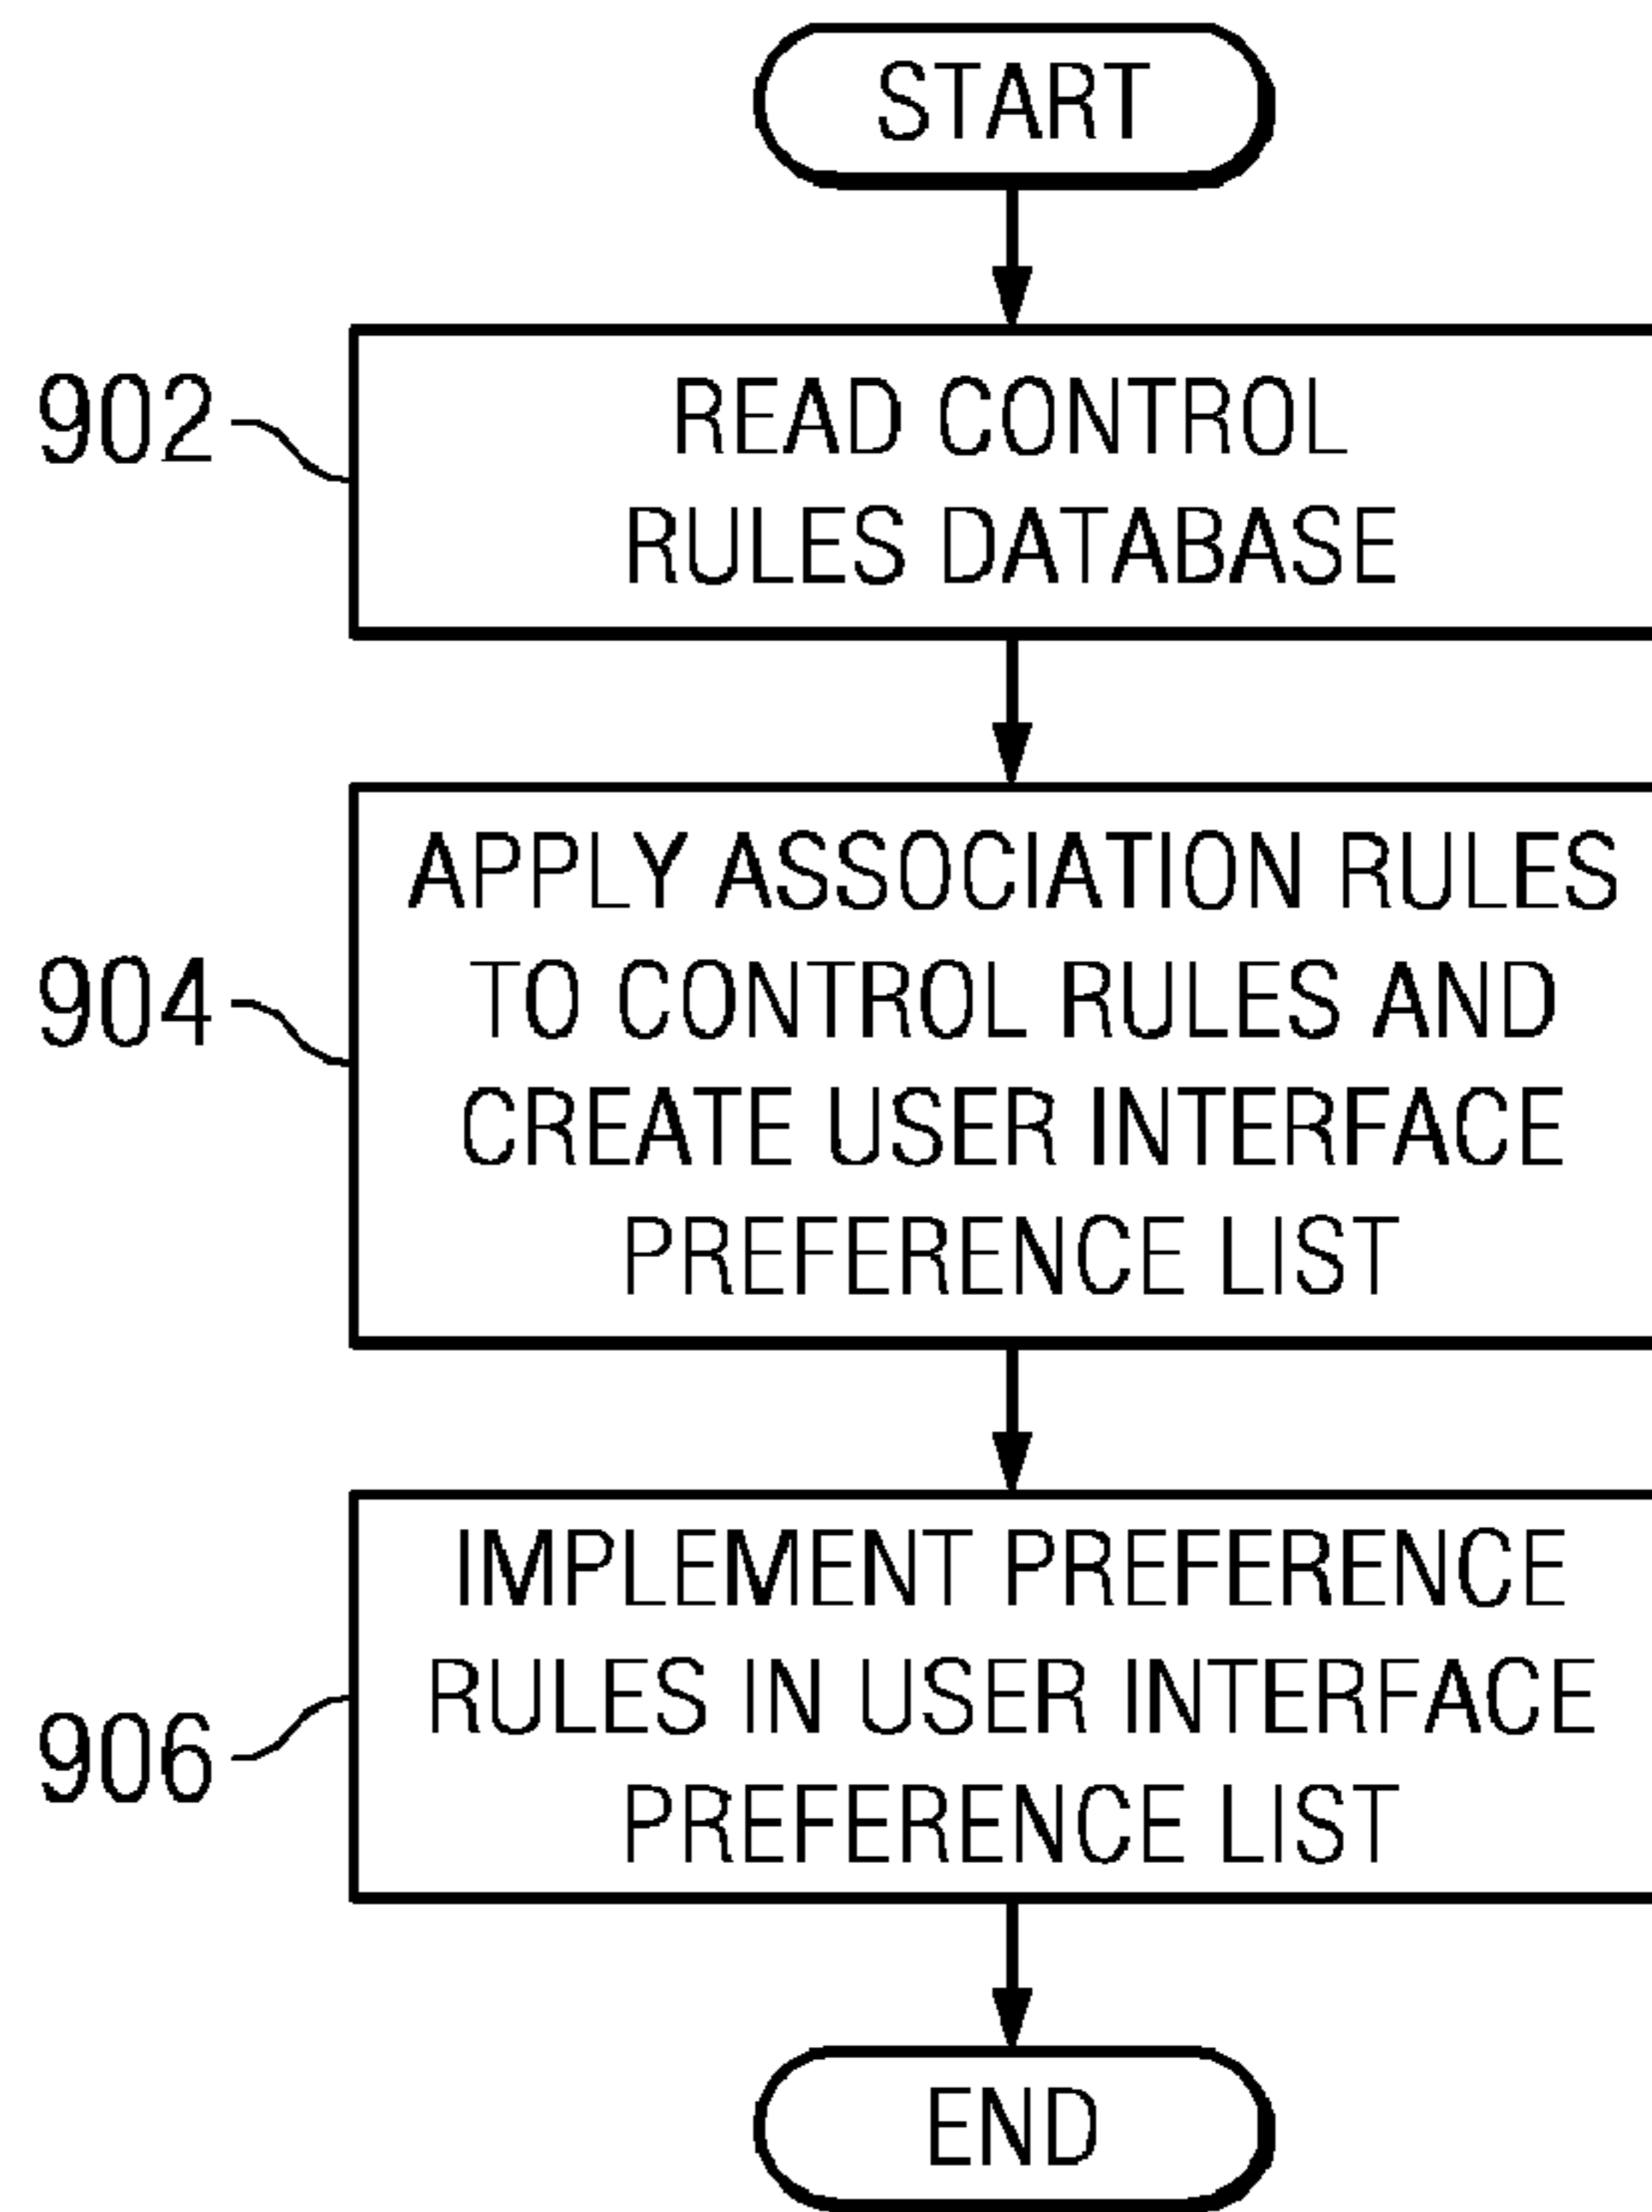 START
902
READ CONTROL
RULES DATABASE
904
APPLY ASSOCIATION RULES
TO CONTROL RULES AND
CREATE USER INTERFACE
PREFERENCE LIST
906
IMPLEMENT PREFERENCE
RULES IN USER INTERFACE
PREFERENCE LIST
END